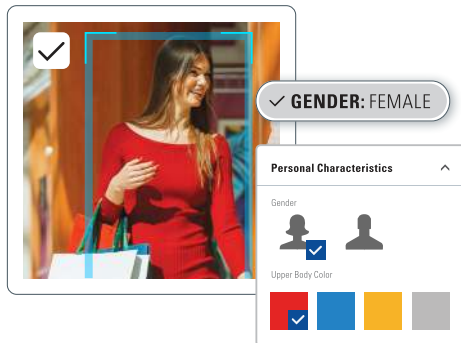 GENDER: FEMALE
Personal Characteristics
Gender
Upper Body Color